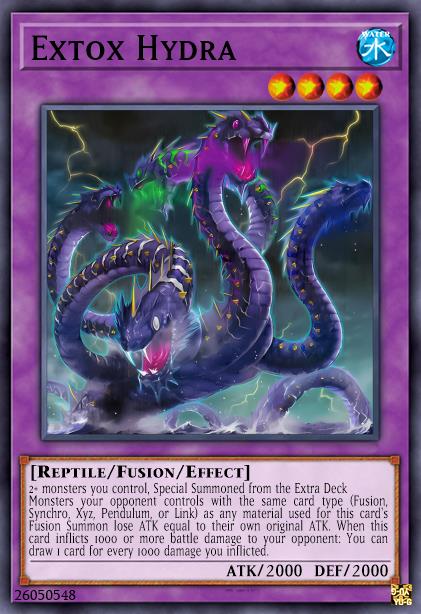 Extox Hydra
WATER
水
[Reptile/Fusion/Effect]
2+ monsters you control, Special Summoned from the Extra Deck
Monsters your opponent controls with the same card type (Fusion,
Synchro, Xyz, Pendulum, or Link) as any material used for this card's
Fusion Summon lose ATK equal to their own original ATK. When this
card inflicts 1000 or more battle damage to your opponent: You can
draw 1 card for every 1000 damage you inflicted.
ATK/2000 DEF/2000
26050548